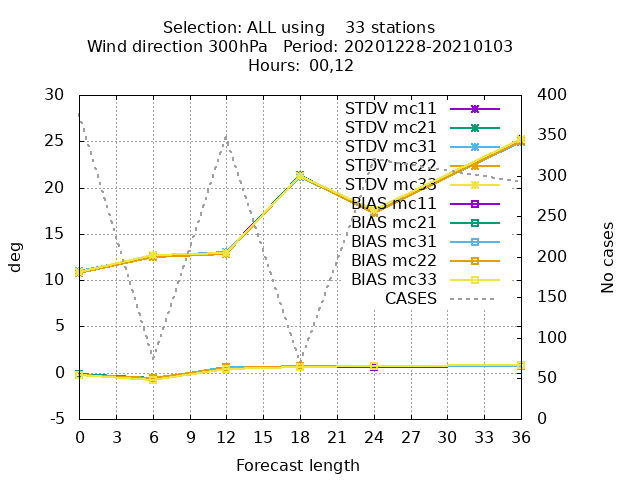 Selection: ALL using    33 stations
Wind direction 300hPa   Period: 20201228-20210103
Hours: 00,12
30
25
20
15
10
5
0
-5
deg
400
350
300
250
200
150
100
50
0
No cases
STDV mc11
STDV mc21
STDV mc31
STDV mc22
STDV mc33
BIAS mc11
BIAS mc21
BIAS mc31
BIAS mc22
BIAS mc33
CASES
0 3 6 9 12 15 18 21 24 27 30 33 36
Forecast length